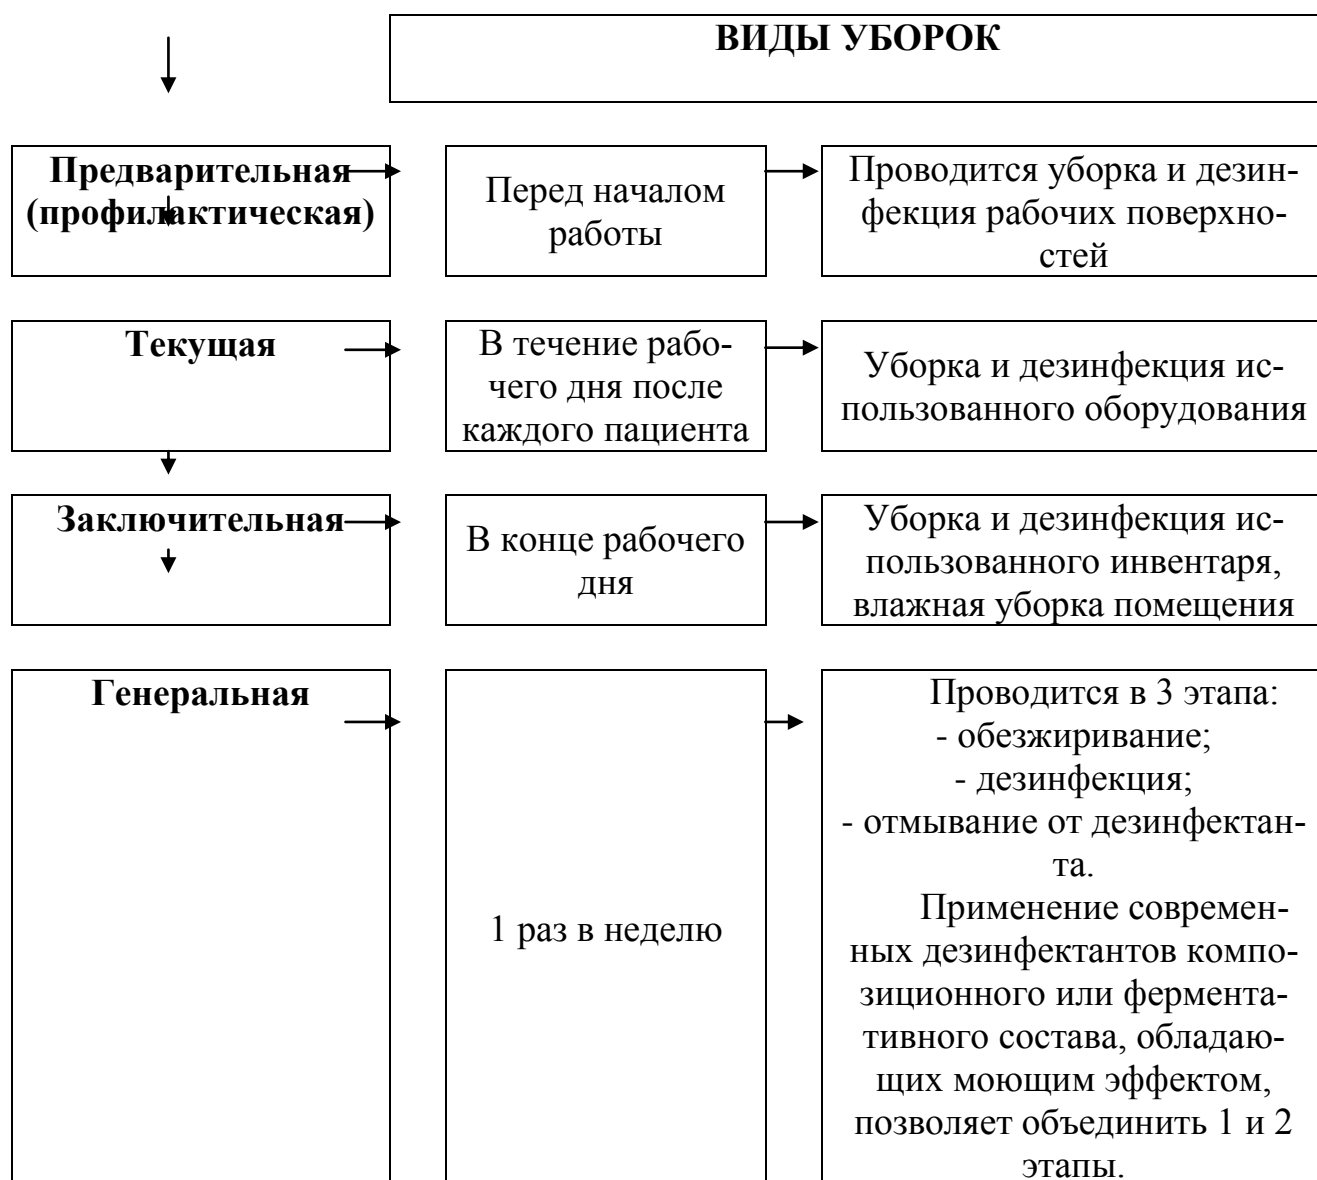 ВИДЫ УБОРОК
Предварительная
(профилактическая)
Перед началом
работы
Проводится уборка и дезин-
фекция рабочих поверхно-
стей
Текущая
В течение рабо-
чего дня после
каждого пациента
Уборка и дезинфекция ис-
пользованного оборудования
Заключительная
В конце рабочего
дня
Уборка и дезинфекция ис-
пользованного инвентаря,
влажная уборка помещения
Генеральная
1 раз в неделю
Проводится в 3 этапа:
- обезжиривание;
- дезинфекция;
- отмывание от дезинфектан-
та.
Применение современ-
ных дезинфектантов компо-
зиционного или фермента-
тивного состава, обладаю-
щих моющим эффектом,
позволяет объединить 1 и 2
этапы.